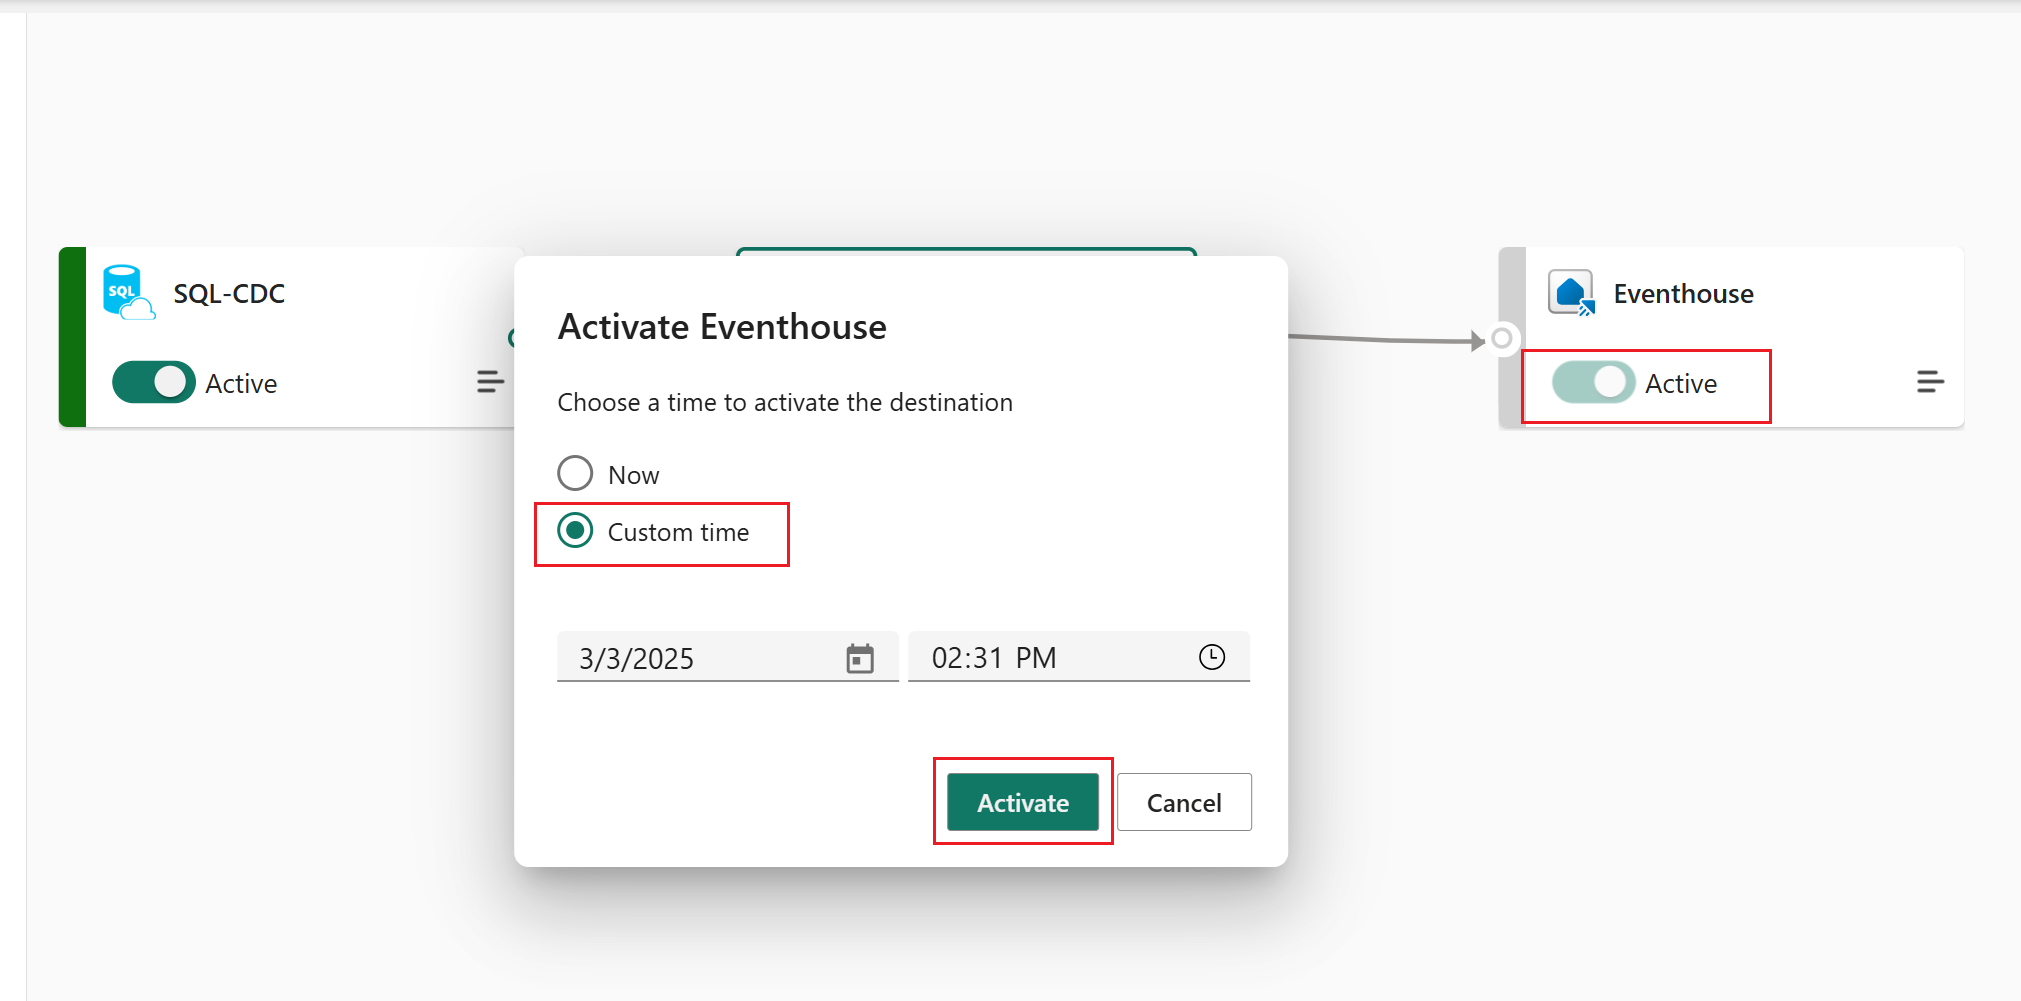 SQL
SQL-CDC
Active
Activate Eventhouse
Choose a time to activate the destination
Now
Custom time
3/3/2025
02:31 PM
Activate
Cancel
Eventhouse
Active